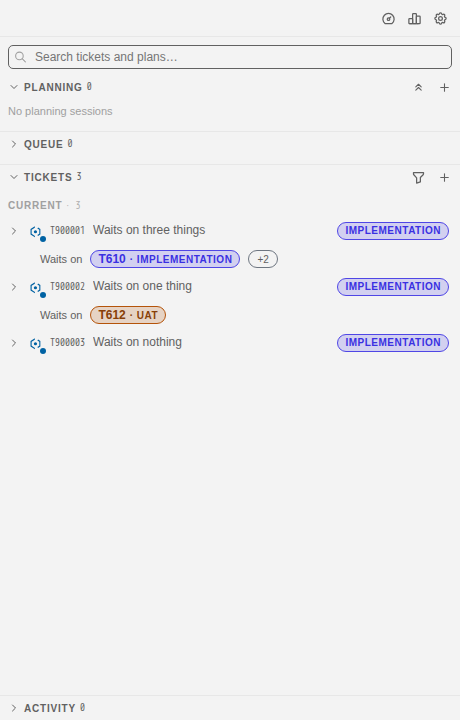 Search tickets and plans…
PLANNING 0
No planning sessions
QUEUE 0
TICKETS 3
CURRENT · 3
T900001 Waits on three things IMPLEMENTATION
Waits on T610 · IMPLEMENTATION +2
T900002 Waits on one thing IMPLEMENTATION
Waits on T612 · UAT
T900003 Waits on nothing IMPLEMENTATION
ACTIVITY 0